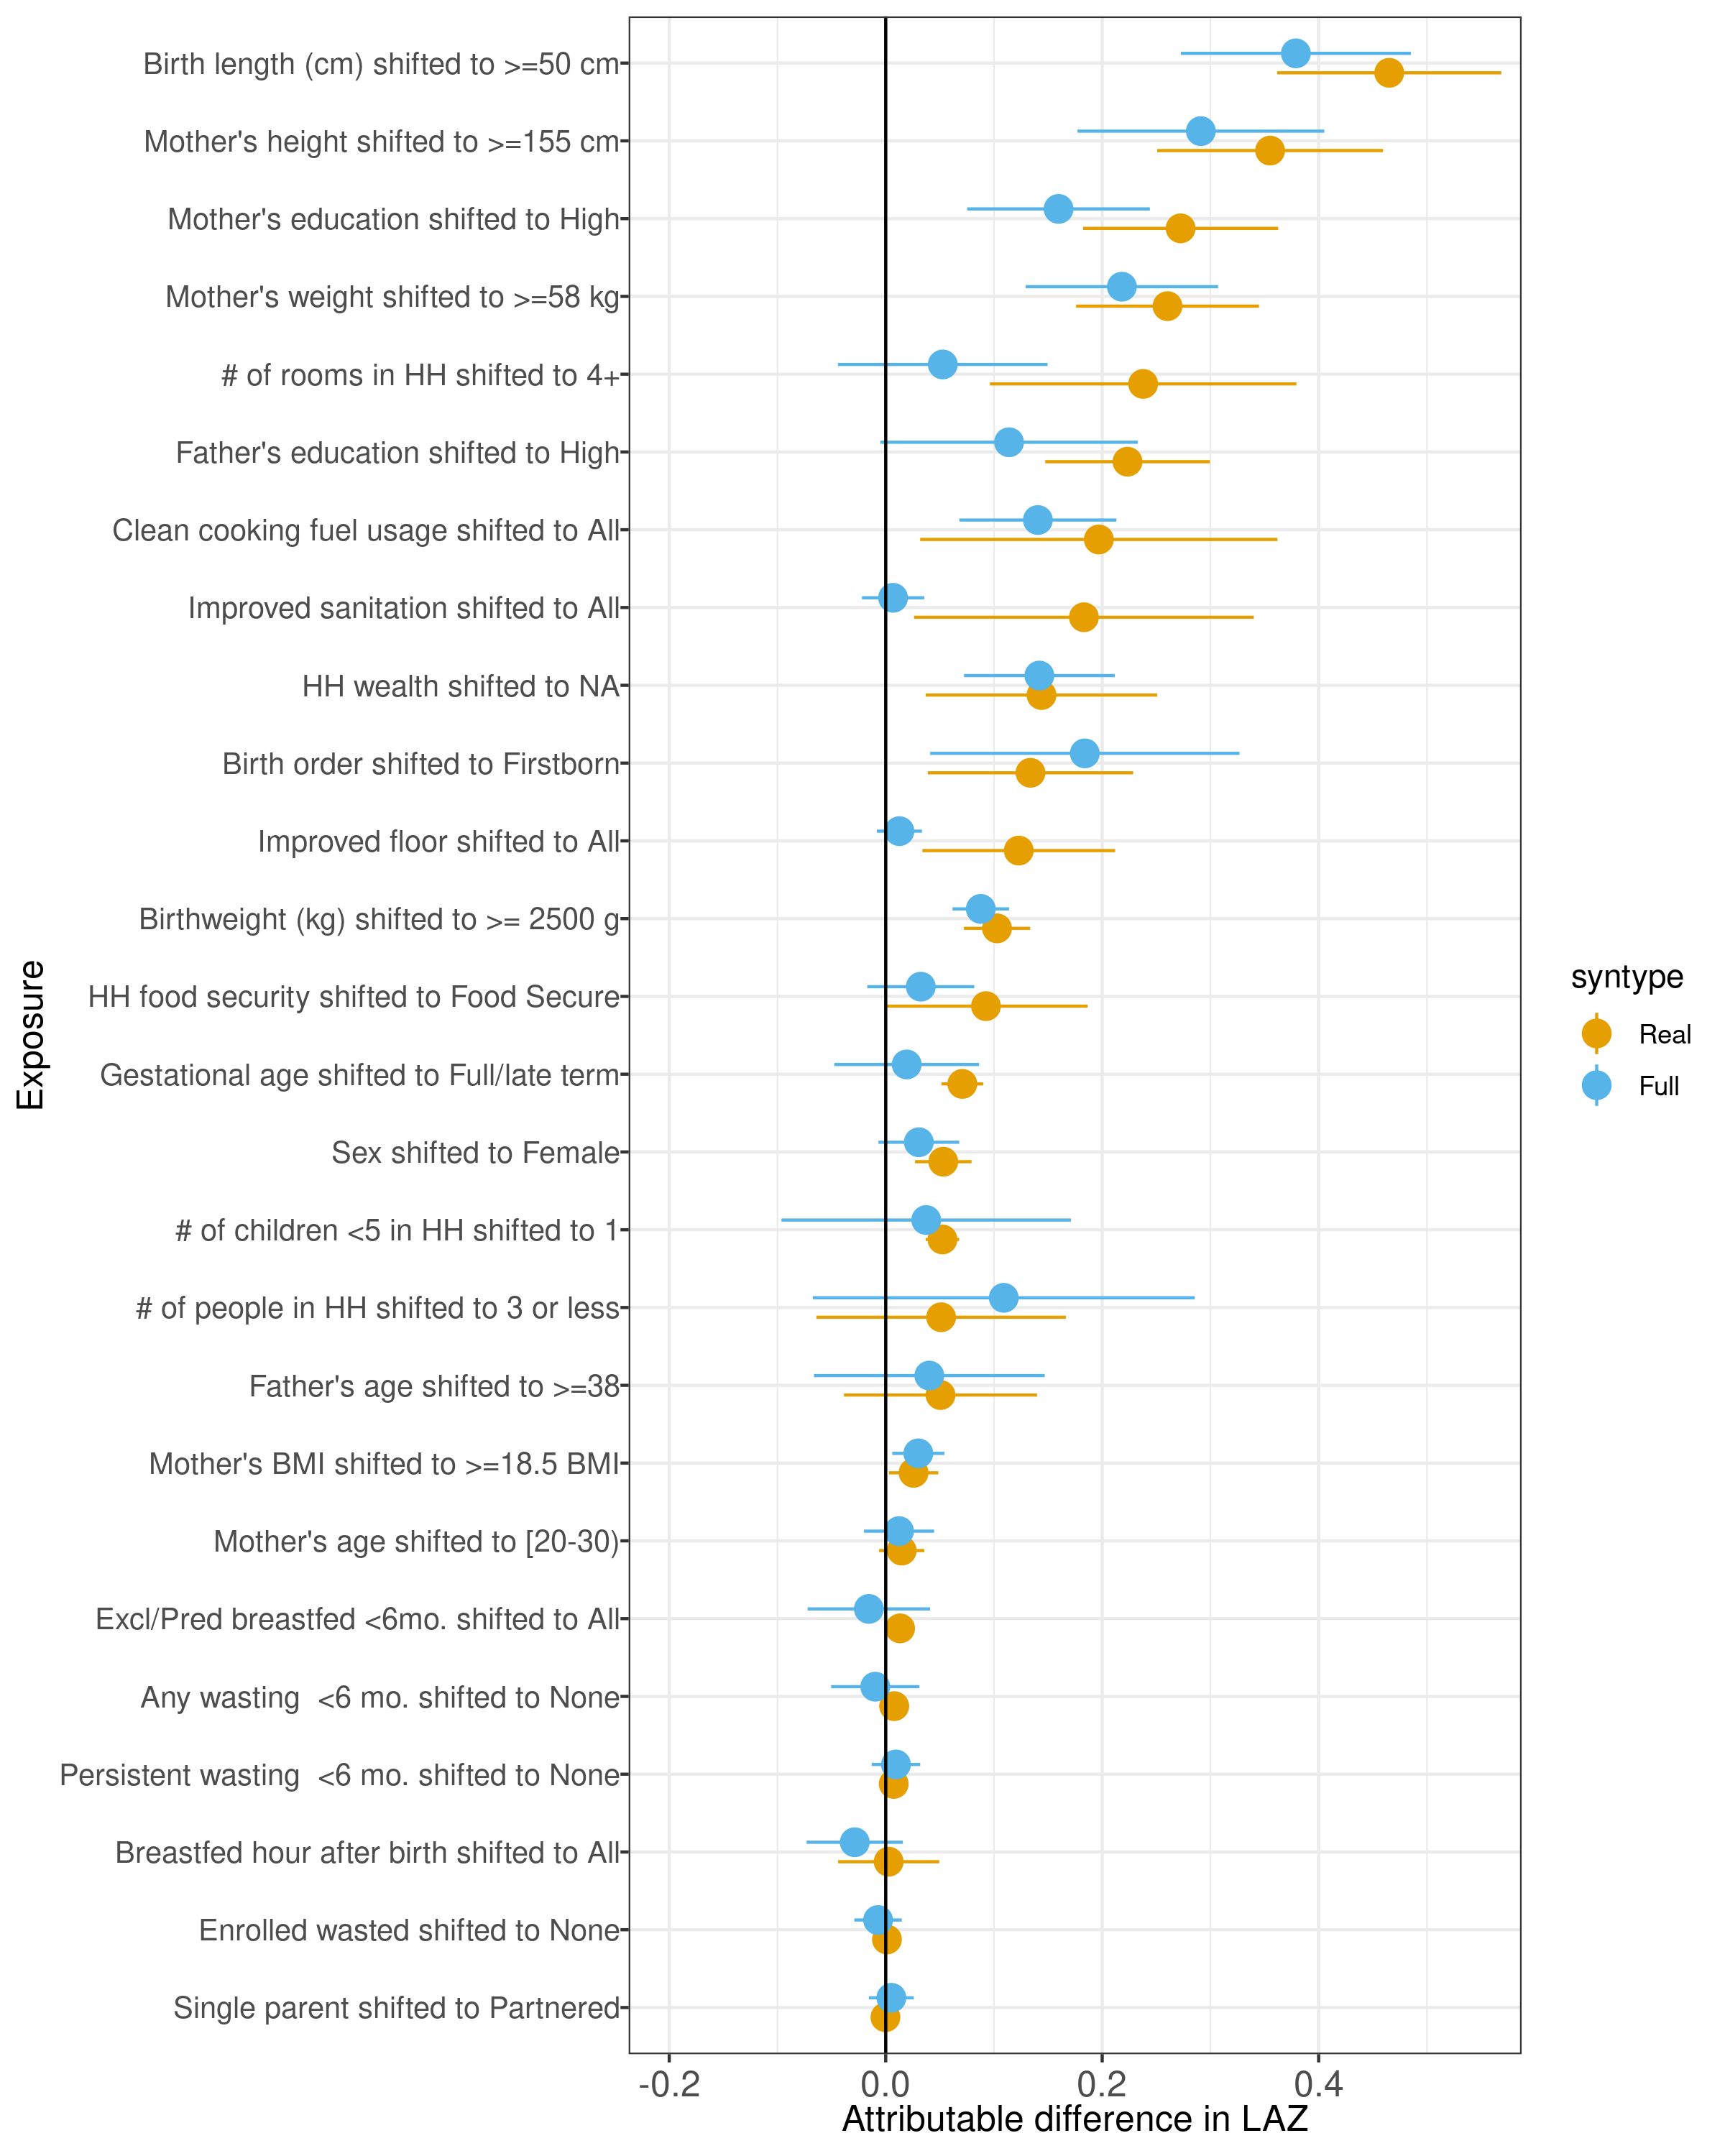 Birth length (cm) shifted to >=50 cm
Mother's height shifted to >=155 cm
Mother's education shifted to High
Mother's weight shifted to >=58 kg
# of rooms in HH shifted to 4+
Father's education shifted to High
Clean cooking fuel usage shifted to All
Improved sanitation shifted to All
HH wealth shifted to NA
Birth order shifted to Firstborn
Improved floor shifted to All
Birthweight (kg) shifted to >= 2500 g
HH food security shifted to Food Secure
Gestational age shifted to Full/late term
Sex shifted to Female
# of children <5 in HH shifted to 1
# of people in HH shifted to 3 or less
Father's age shifted to >=38
Mother's BMI shifted to >=18.5 BMI
Mother's age shifted to [20-30)
Excl/Pred breastfed <6mo. shifted to All
Any wasting  <6 mo. shifted to None
Persistent wasting  <6 mo. shifted to None
Breastfed hour after birth shifted to All
Enrolled wasted shifted to None
Single parent shifted to Partnered
Exposure
-0.2 0.0 0.2 0.4
Attributable difference in LAZ
syntype
Real
Full